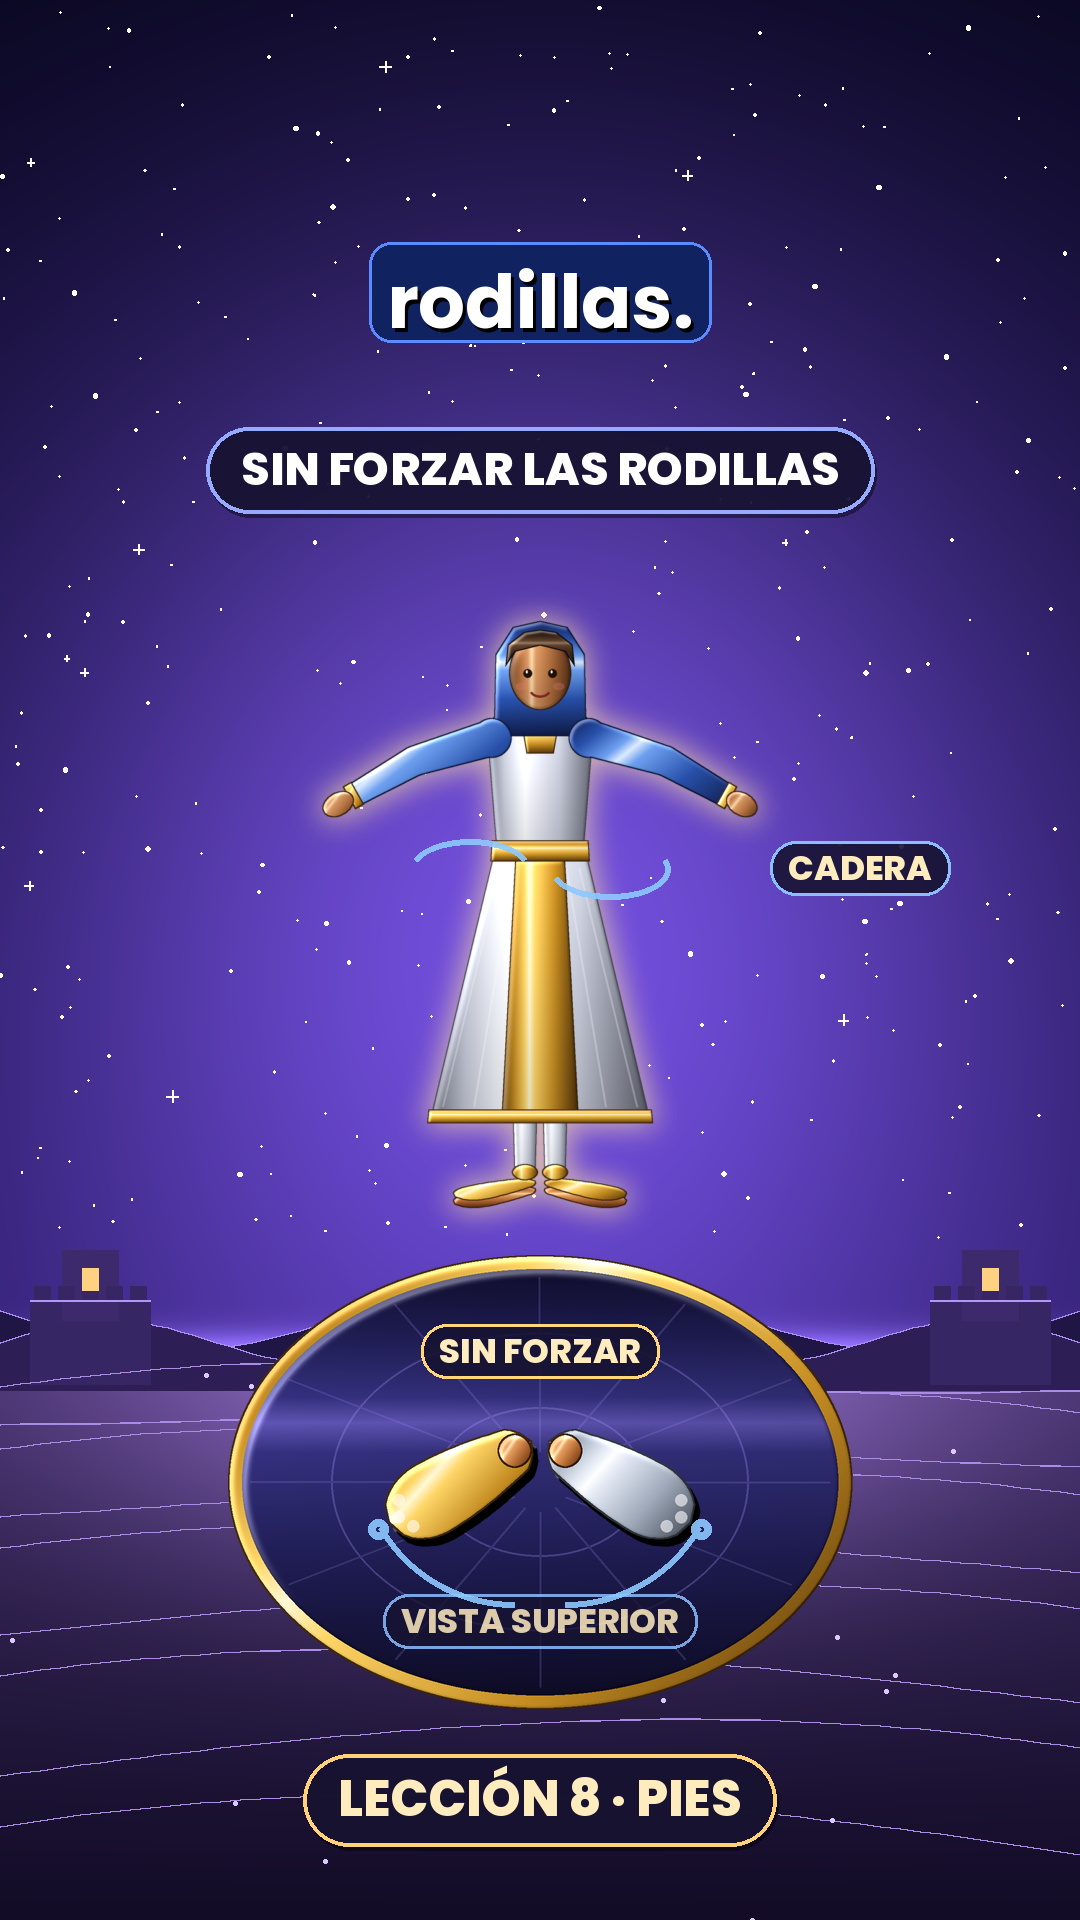 rodillas.
SIN FORZAR LAS RODILLAS
CADERA
SIN FORZAR
VISTA SUPERIOR
LECCIÓN 8 · PIES